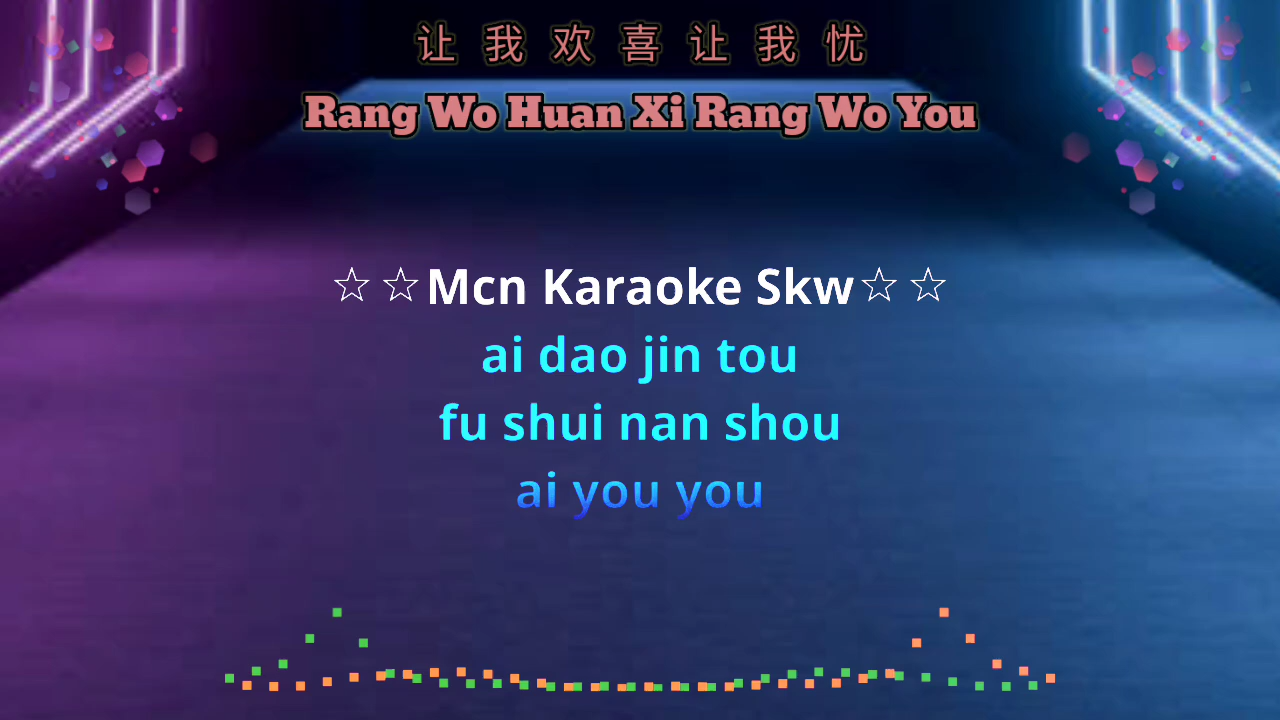 让我欢喜让我忧
Rang Wo Huan Xi Rang Wo You
☆☆Mcn Karaoke Skw☆☆
ai dao jin tou
fu shui nan shou
ai you you